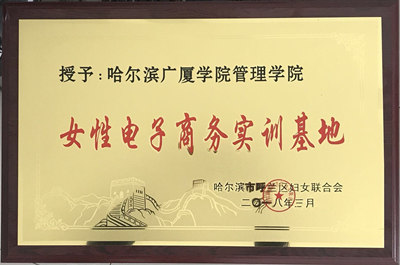 授予:哈尔滨广厦学院管理学院
女性电子商务实训基地
哈尔滨市呼兰区妇女联合会
二〇一八年三月